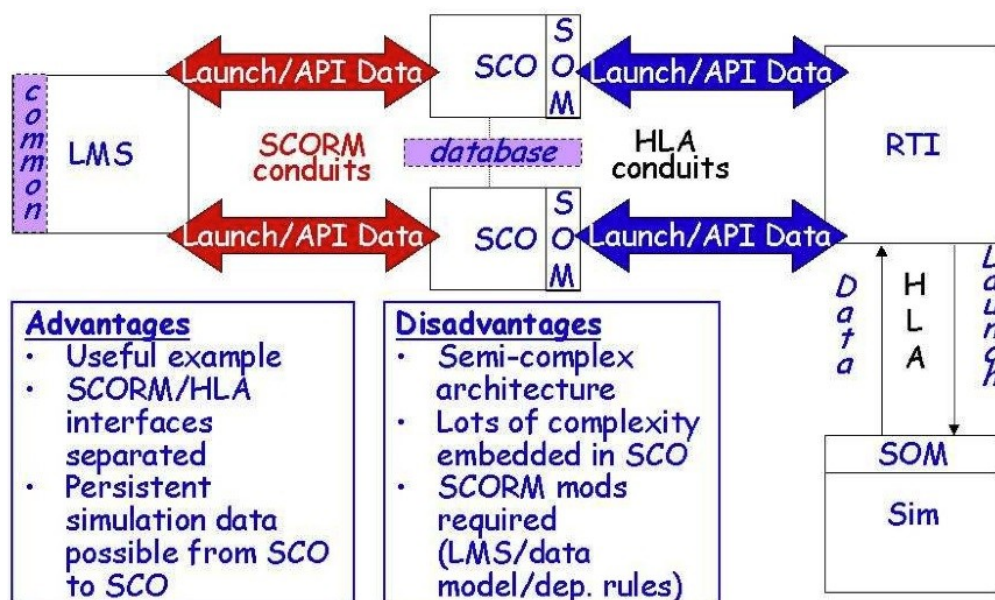 Launch/API Data
SCO
SOM
Launch/API Data
common
LMS
SCORM
conduits
database
HLA
conduits
RTI
Launch/API Data
SCO
SOM
Launch/API Data
Data
HLA
Launch
Advantages
• Useful example
• SCORM/HLA
interfaces
separated
• Persistent
simulation data
possible from SCO
to SCO
Disadvantages
• Semi-complex
architecture
• Lots of complexity
embedded in SCO
• SCORM mods
required
(LMS/data
model/dep. rules)
SOM
Sim